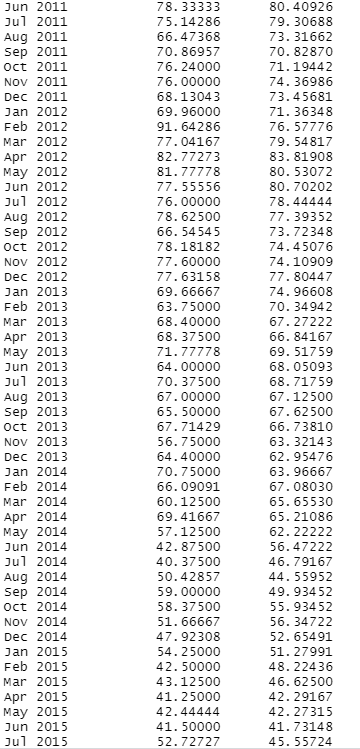 Jun 2011 78.33333 80.40926
Jul 2011 75.14286 79.30688
Aug 2011 66.47368 73.31662
Sep 2011 70.86957 70.82870
Oct 2011 76.24000 71.19442
Nov 2011 76.00000 74.36986
Dec 2011 68.13043 73.45681
Jan 2012 69.96000 71.36348
Feb 2012 91.64286 76.57776
Mar 2012 77.04167 79.54817
Apr 2012 82.77273 83.81908
May 2012 81.77778 80.53072
Jun 2012 77.55556 80.70202
Jul 2012 76.00000 78.44444
Aug 2012 78.62500 77.39352
Sep 2012 66.54545 73.72348
Oct 2012 78.18182 74.45076
Nov 2012 77.60000 74.10909
Dec 2012 77.63158 77.80447
Jan 2013 69.66667 74.96608
Feb 2013 63.75000 70.34942
Mar 2013 68.40000 67.27222
Apr 2013 68.37500 66.84167
May 2013 71.77778 69.51759
Jun 2013 64.00000 68.05093
Jul 2013 70.37500 68.71759
Aug 2013 67.00000 67.12500
Sep 2013 65.50000 67.62500
Oct 2013 67.71429 66.73810
Nov 2013 56.75000 63.32143
Dec 2013 64.40000 62.95476
Jan 2014 70.75000 63.96667
Feb 2014 66.09091 67.08030
Mar 2014 60.12500 65.65530
Apr 2014 69.41667 65.21086
May 2014 57.12500 62.22222
Jun 2014 42.87500 56.47222
Jul 2014 40.37500 46.79167
Aug 2014 50.42857 44.55952
Sep 2014 59.00000 49.93452
Oct 2014 58.37500 55.93452
Nov 2014 51.66667 56.34722
Dec 2014 47.92308 52.65491
Jan 2015 54.25000 51.27991
Feb 2015 42.50000 48.22436
Mar 2015 43.12500 46.62500
Apr 2015 41.25000 42.29167
May 2015 42.44444 42.27315
Jun 2015 41.50000 41.73148
Jul 2015 52.72727 45.55724